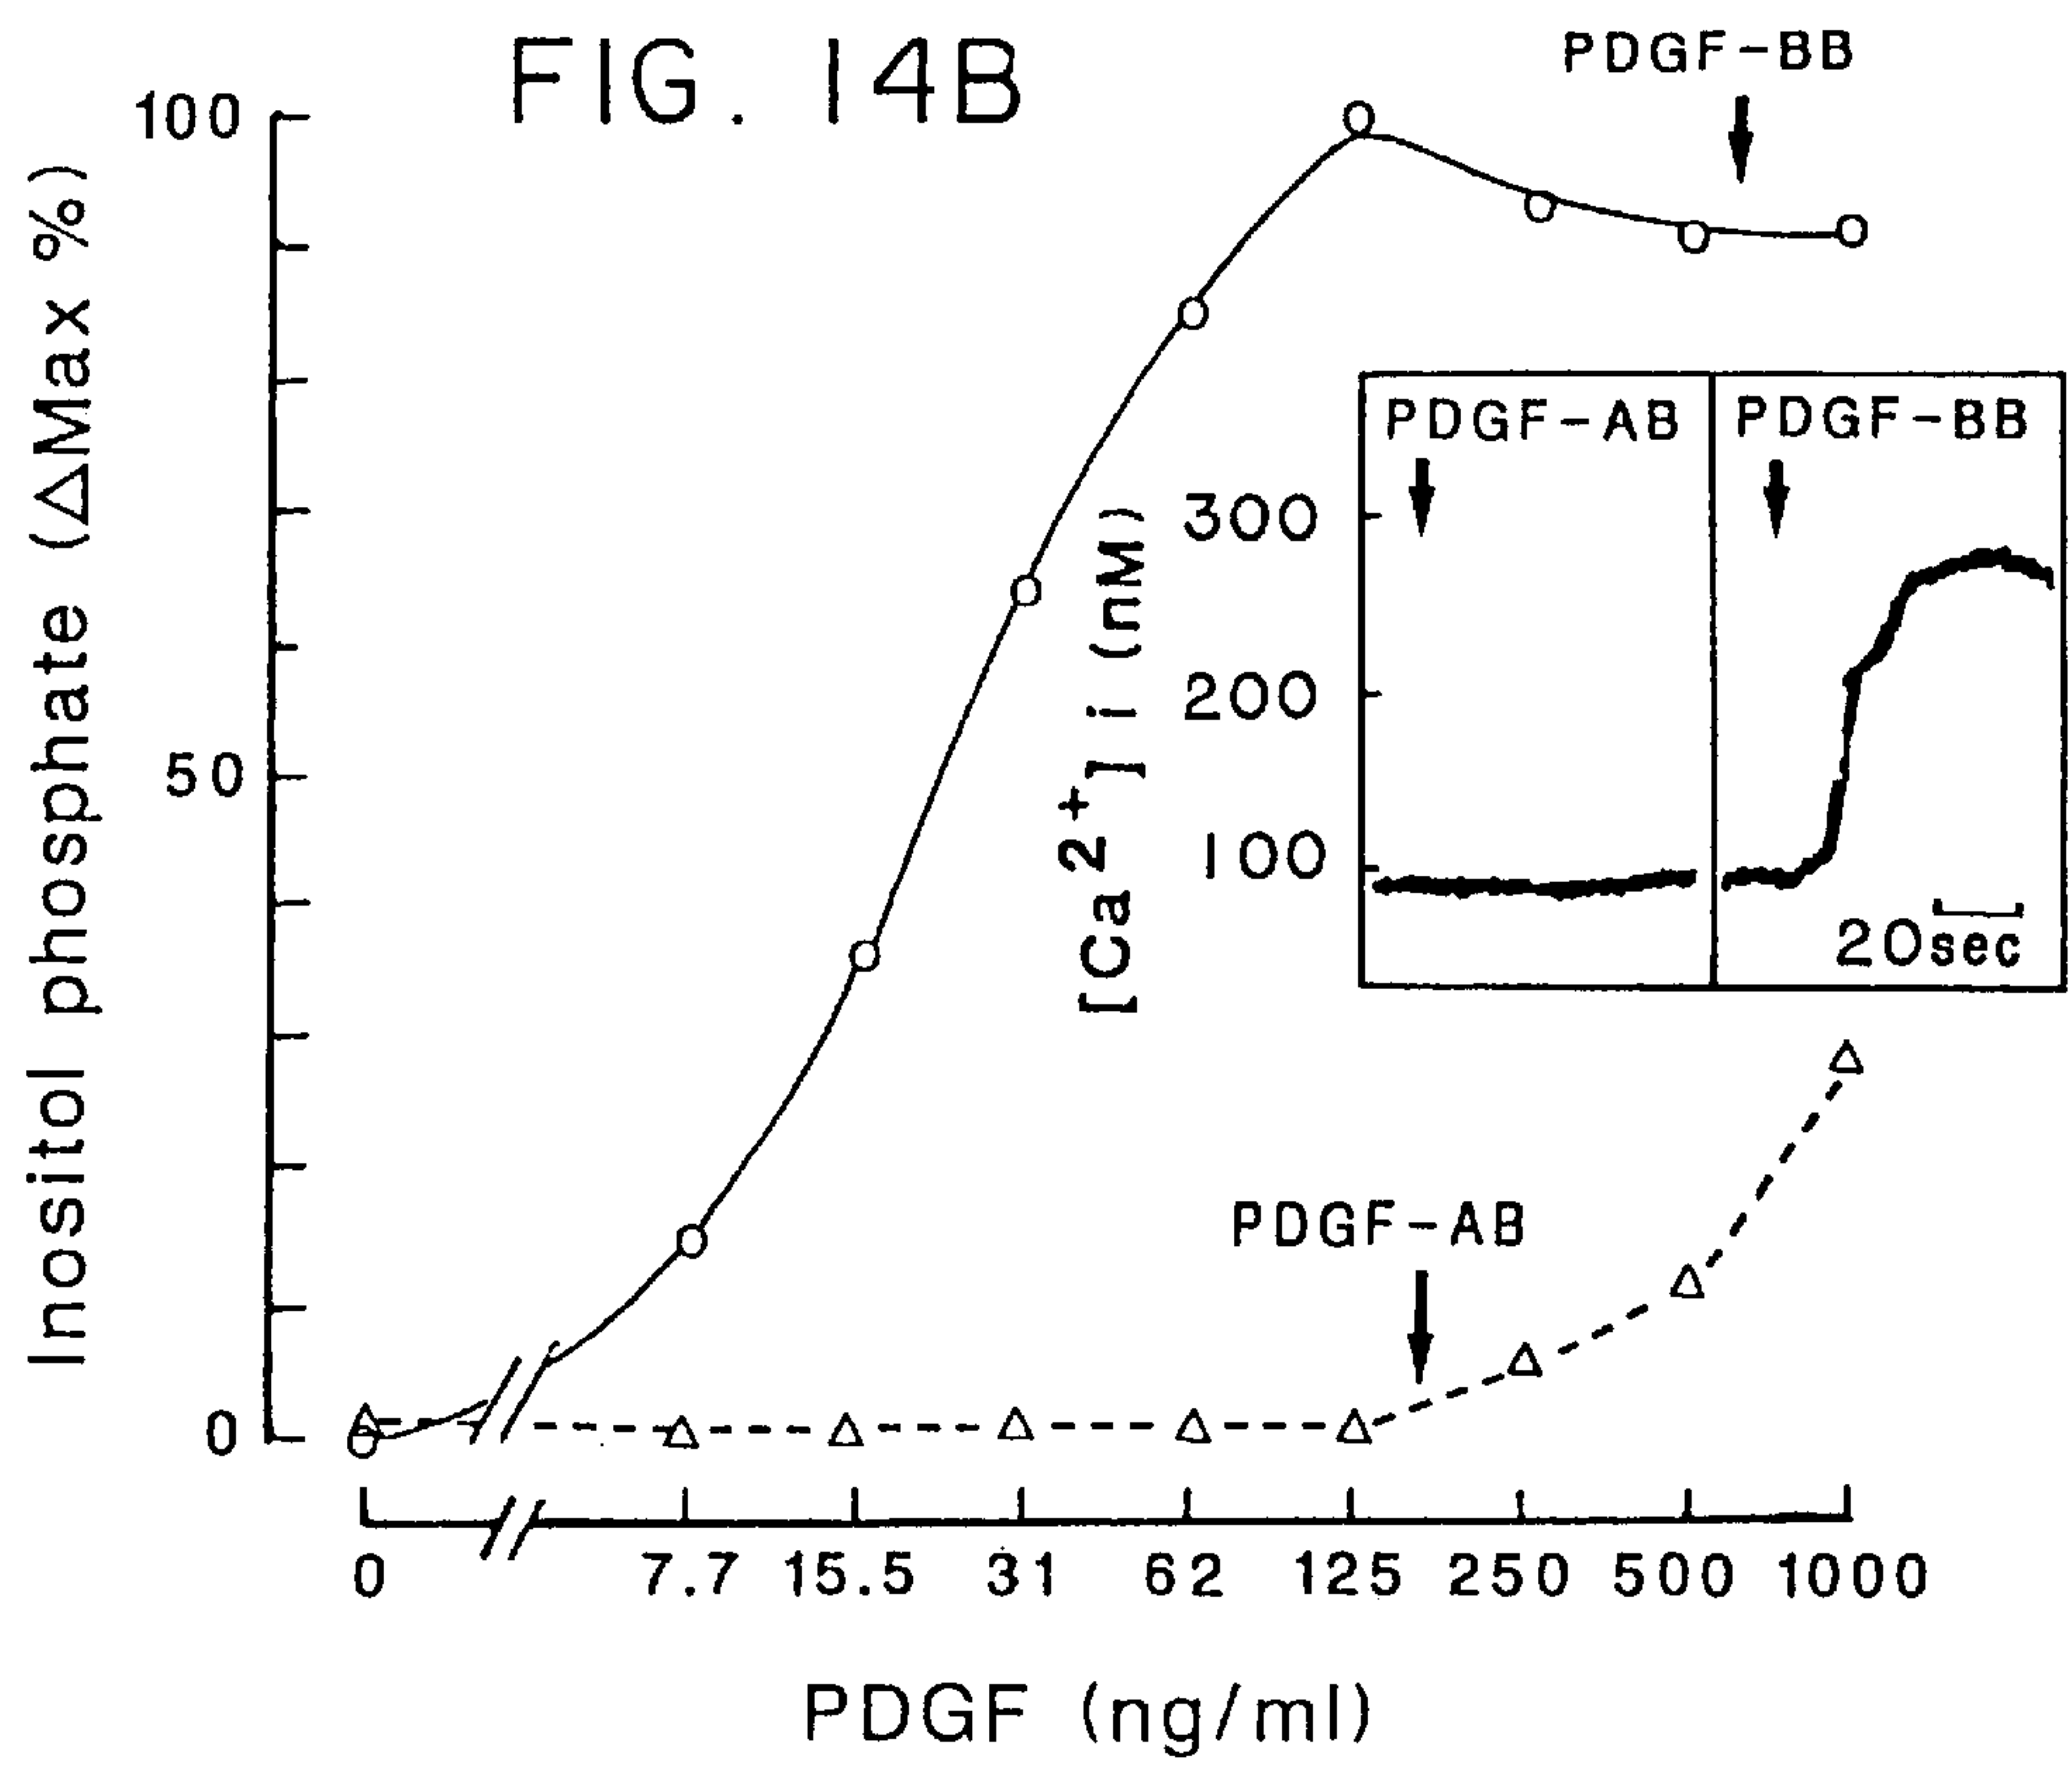 FIG. 14B
PDGF-BB
100
50
0
Inositol phosphate (ΔMax %)
PDGF-AB
PDGF-BB
300
200
100
[Ca2+] i (nM)
20sec
PDGF-AB
0 7.7 15.5 31 62 125 250 500 1000
PDGF (ng/ml)